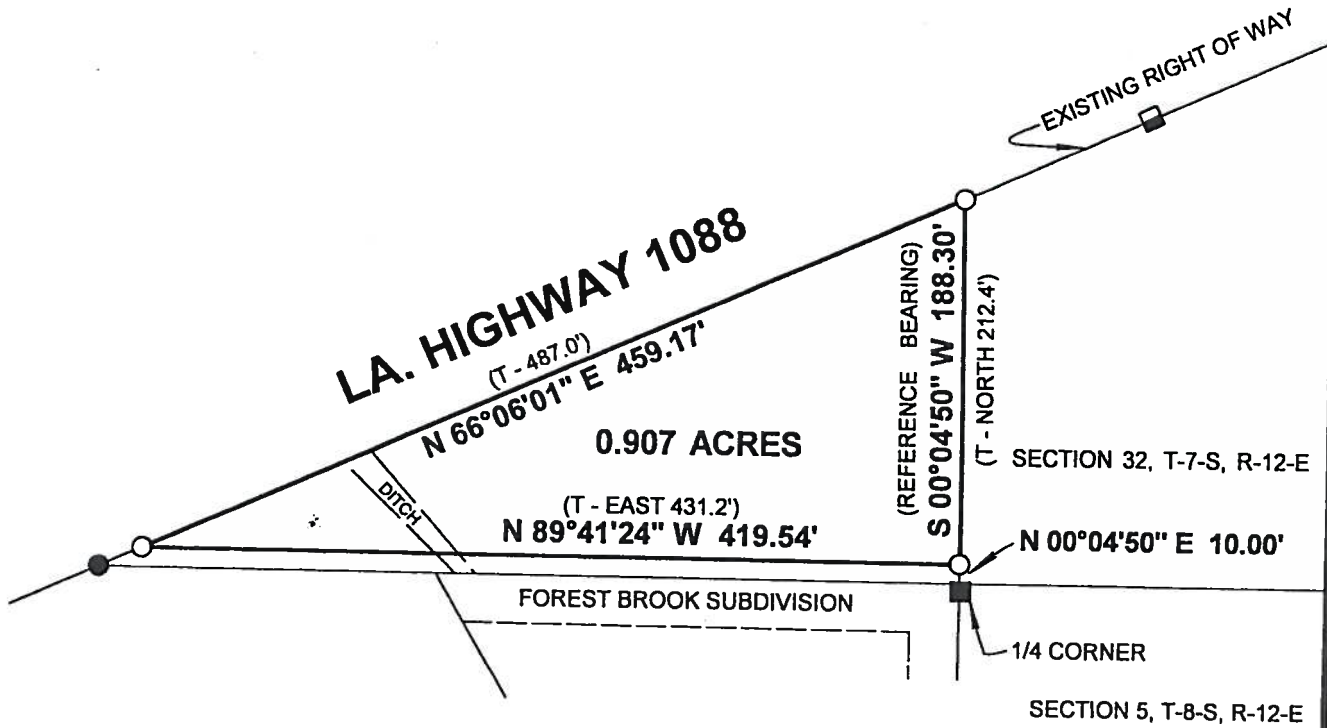 EXISTING RIGHT OF WAY
LA. HIGHWAY 1088
(T - 487.0')
N 66°06'01" E 459.17'
0.907 ACRES
(REFERENCE BEARING)
S 00°04'50" W 188.30'
(T - NORTH 212.4')
SECTION 32, T-7-S, R-12-E
DITCH
(T - EAST 431.2')
N 89°41'24" W 419.54'
N 00°04'50" E 10.00'
FOREST BROOK SUBDIVISION
1/4 CORNER
SECTION 5, T-8-S, R-12-E